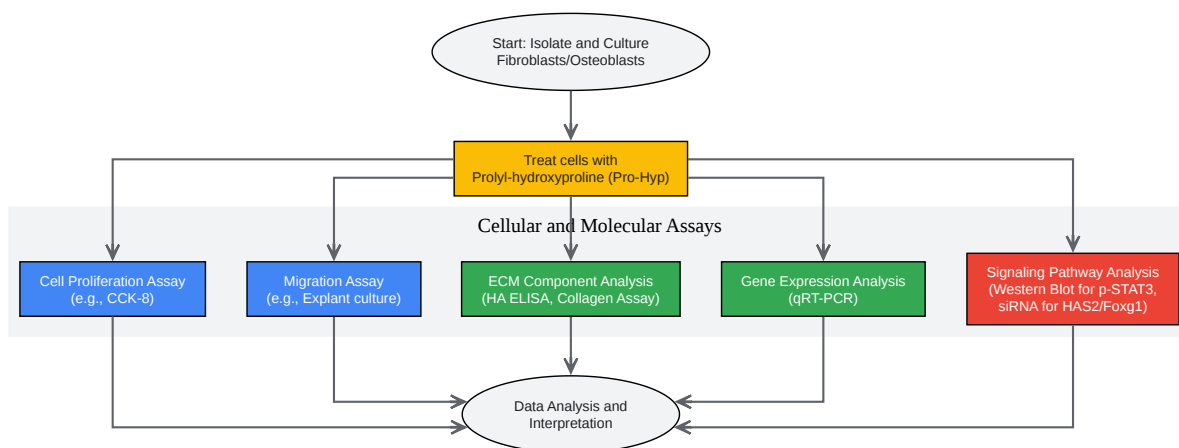 Start: Isolate and Culture
Fibroblasts/Osteoblasts
Treat cells with
Prolyl-hydroxyproline (Pro-Hyp)
Cellular and Molecular Assays
Cell Proliferation Assay
(e.g., CCK-8)
Migration Assay
(e.g., Explant culture)
ECM Component Analysis
(HA ELISA, Collagen Assay)
Gene Expression Analysis
(qRT-PCR)
Signaling Pathway Analysis
(Western Blot for p-STAT3,
siRNA for HAS2/Foxg1)
Data Analysis and
Interpretation